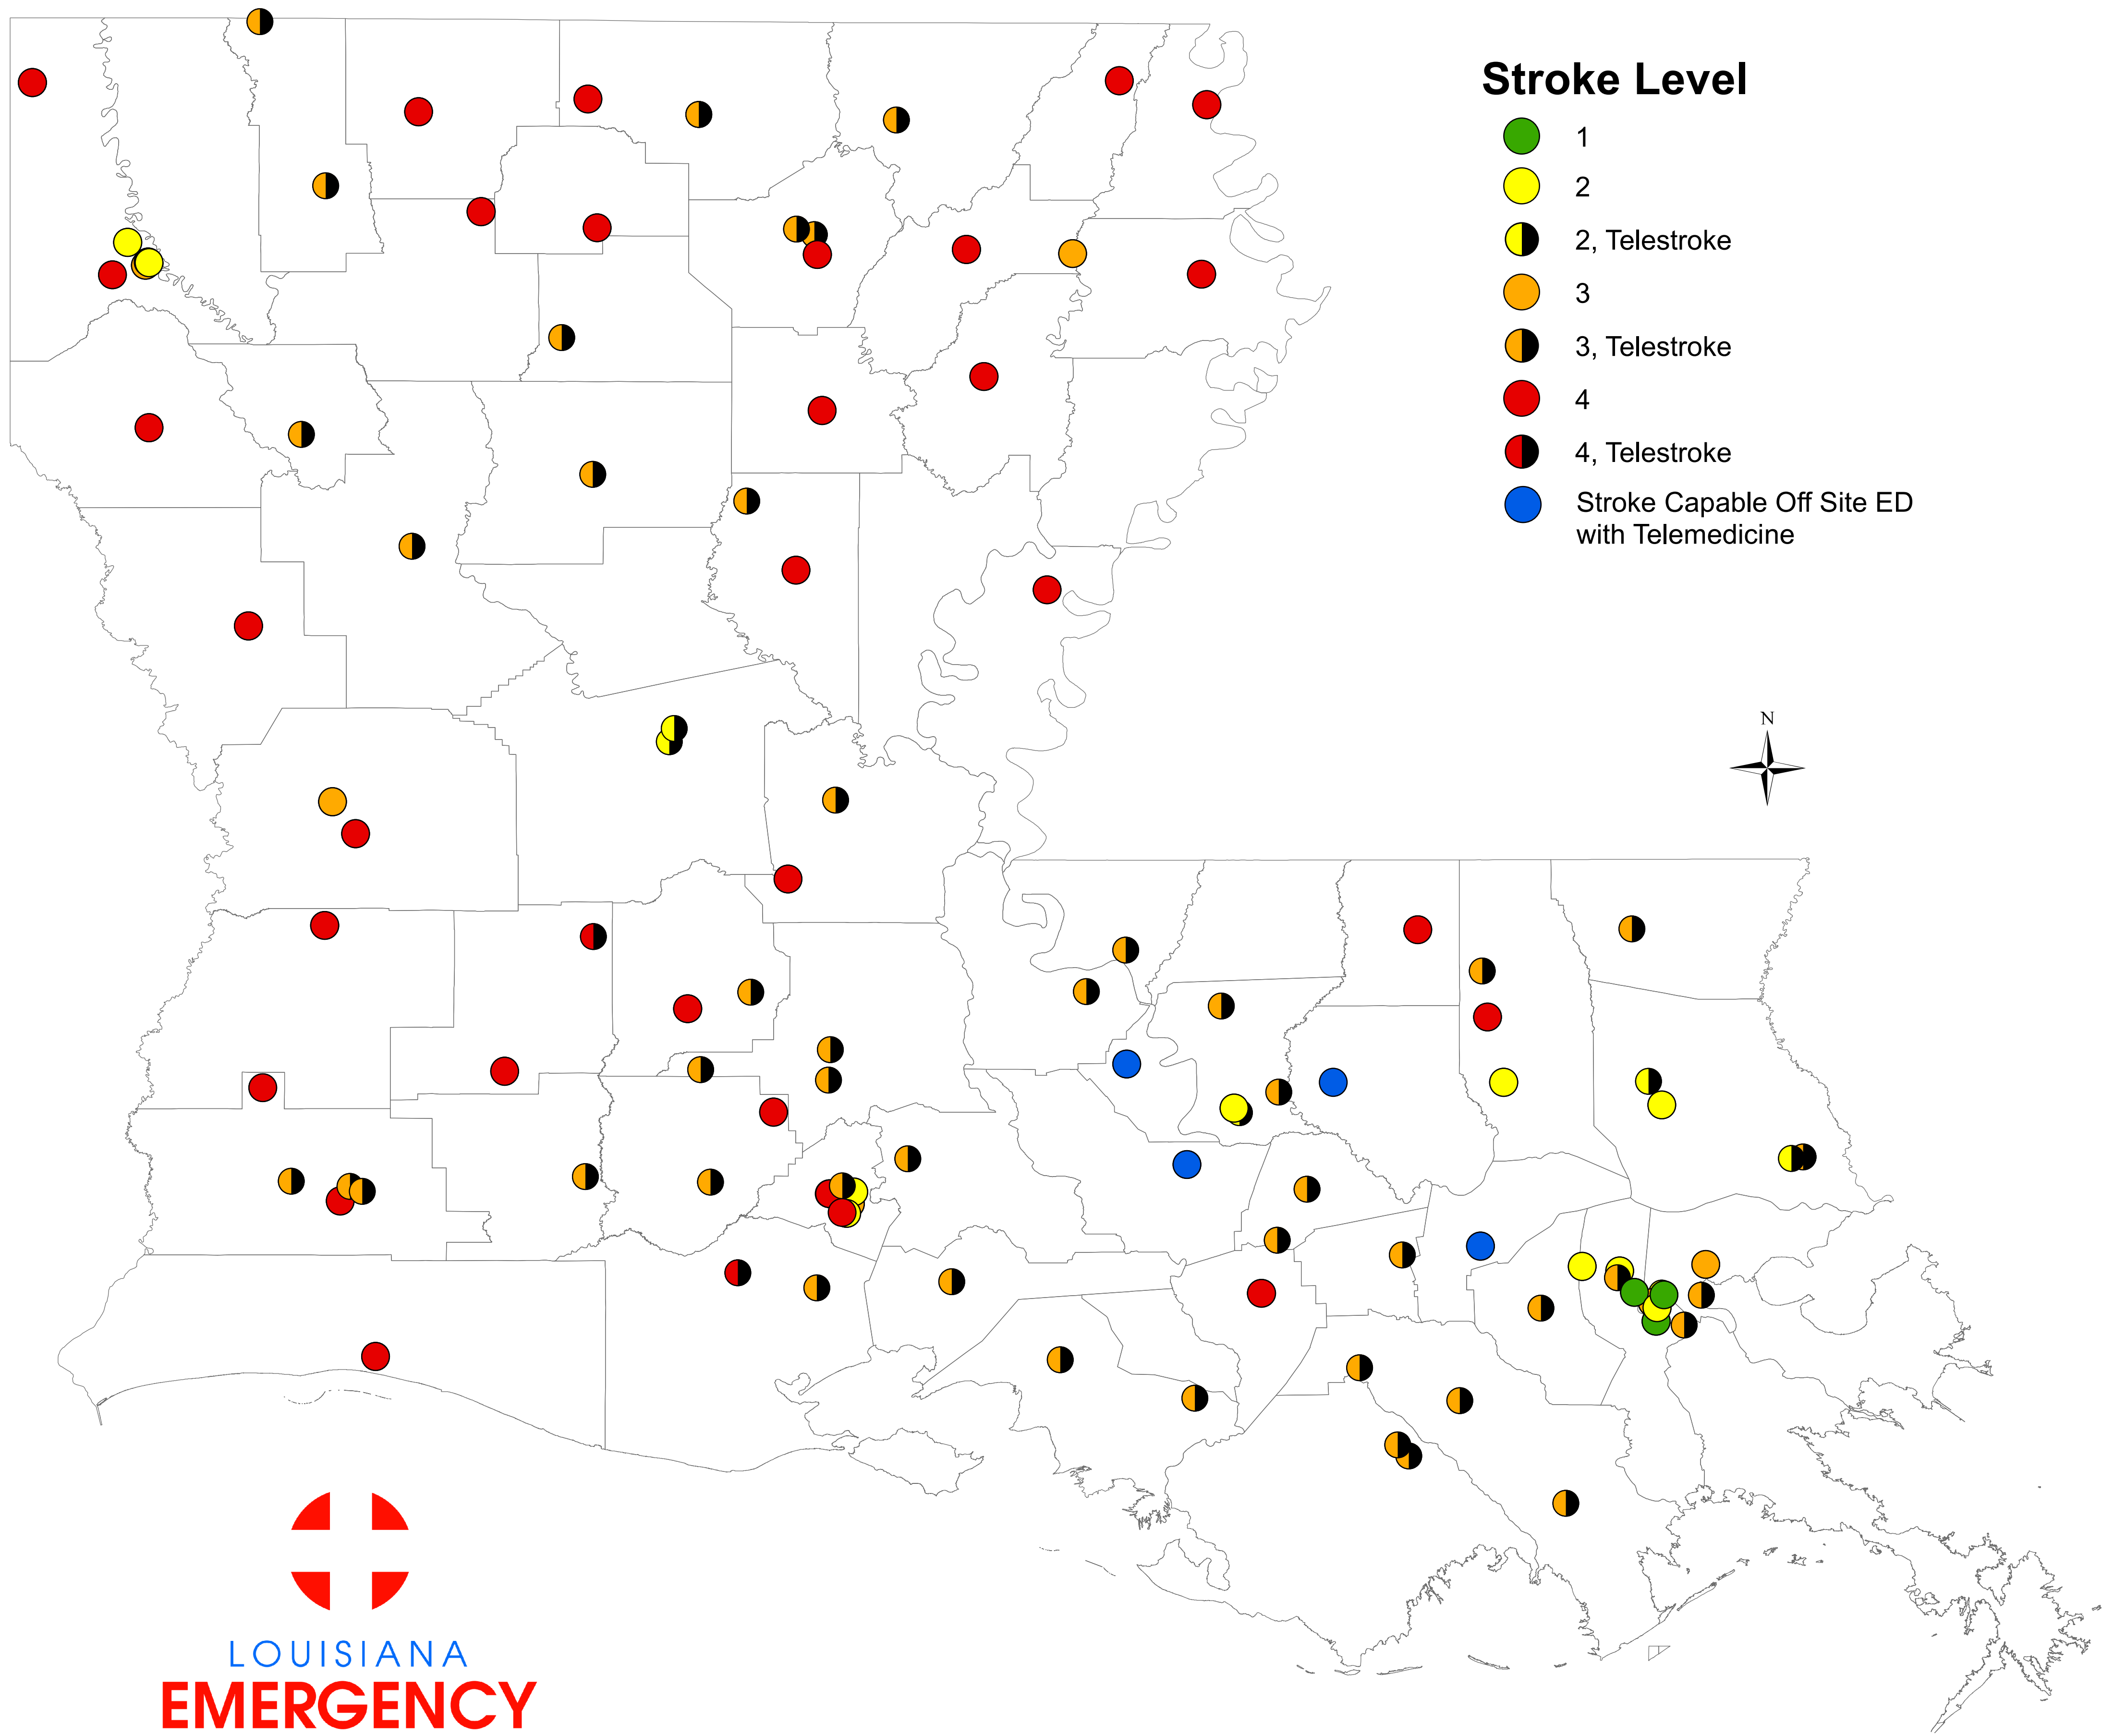 Stroke Level
1
2
2, Telestroke
3
3, Telestroke
4
4, Telestroke
Stroke Capable Off Site ED
with Telemedicine
N
LOUISIANA
EMERGENCY